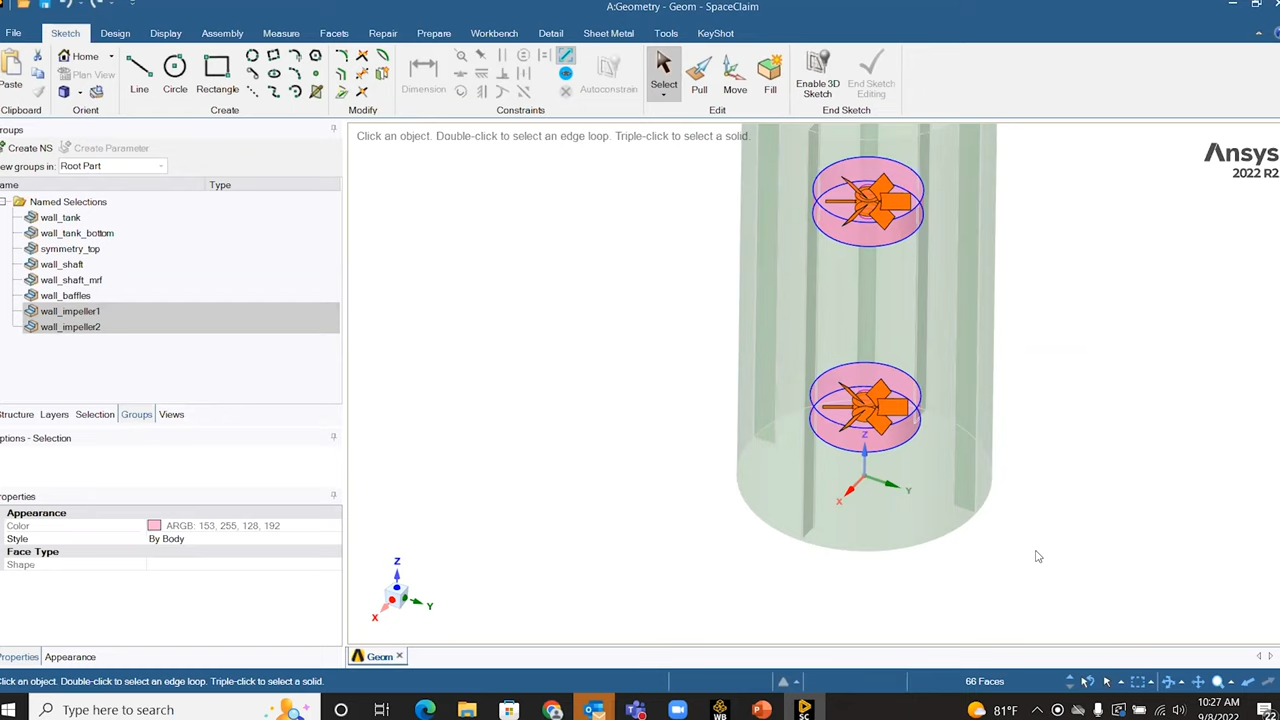 A:Geometry - Geom - SpaceClaim
File Sketch Design Display Assembly Measure Facets Repair Prepare Workbench Detail Sheet Metal Tools KeyShot
Home
Plan View
Paste
Line Circle Rectangle
Dimension
Autoconstrain
Select Pull Move Fill
Enable 3D Sketch
End Sketch Editing
Clipboard Orient Create Modify Constraints Edit End Sketch
roups
Click an object. Double-click to select an edge loop. Triple-click to select a solid.
Create NS Create Parameter
ew groups in: Root Part
Ansys
2022 R2
ame Type
Named Selections
wall_tank
wall_tank_bottom
symmetry_top
wall_shaft
wall_shaft_mrf
wall_baffles
wall_impeller1
wall_impeller2
Z
Y
X
tructure Layers Selection Groups Views
ptions - Selection
roperties
Appearance
Color ARGB: 153, 255, 128, 192
Style By Body
Face Type
Shape
Z
Y
X
roperties Appearance
Geom
lick an object. Double-click to select an edge loop. Triple-click to select a solid.
66 Faces
Type here to search
WB
SC
81°F
10:27 AM